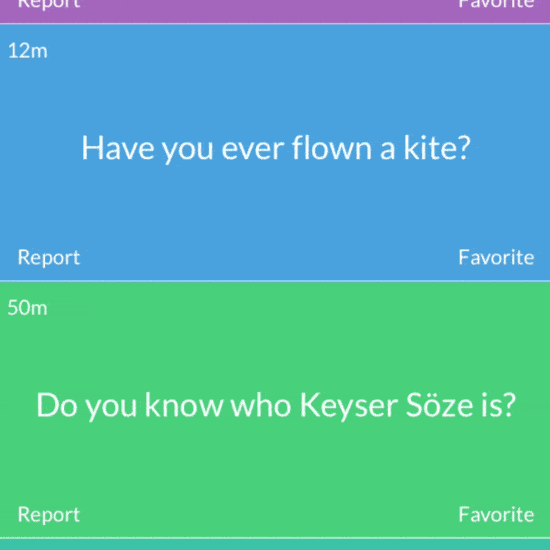 Report Favorite
12m
Have you ever flown a kite?
Report Favorite
50m
Do you know who Keyser Söze is?
Report Favorite